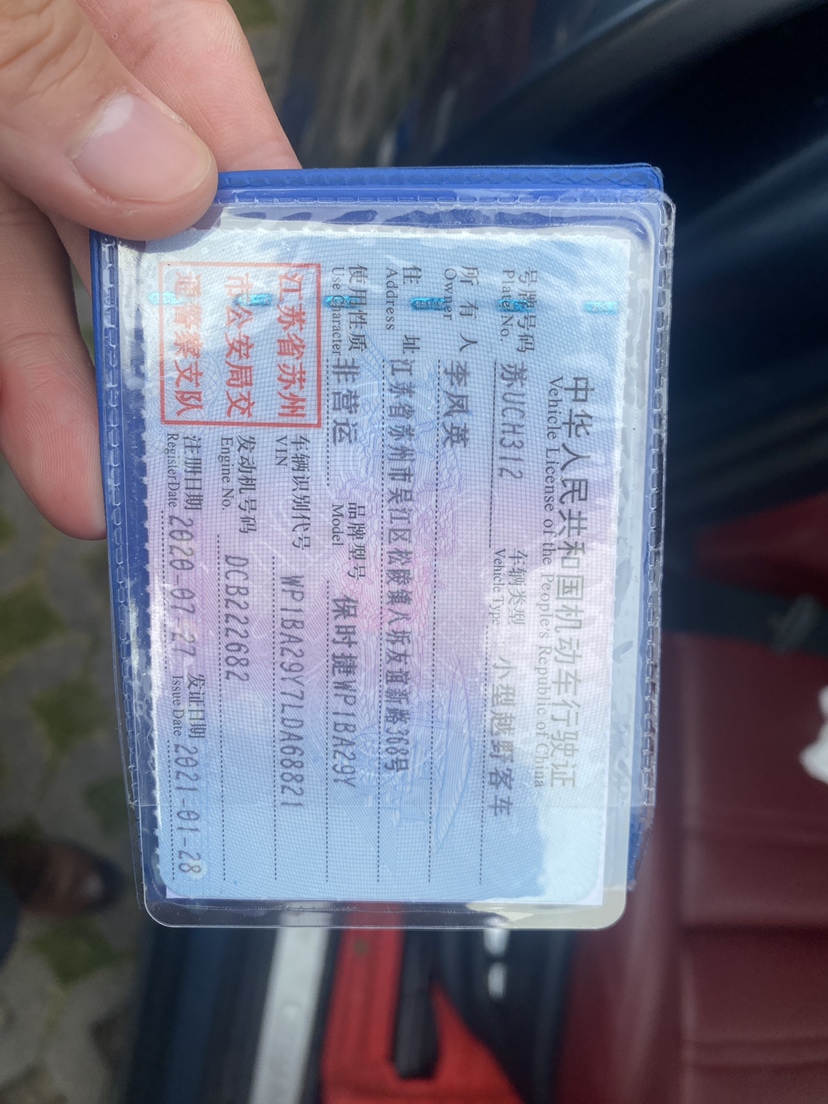 中华人民共和国机动车行驶证
Vehicle License of the People's Republic of China
号牌号码 苏UCH312 车辆类型 小型越野客车
Plate No. Vehicle Type
所有人 李凤英
Owner
住址 江苏省苏州市吴江区松陵镇八坼友谊新路308号
Address
使用性质 非营运 品牌型号 保时捷WP1BA29Y
Use Character Model
江苏省苏州
市公安局交
通警察支队
车辆识别代号 WP1BA29Y7LDA68821
VIN
发动机号码 DCB222682
Engine No.
注册日期 2020-07-27 发证日期 2021-01-28
Register Date Issue Date